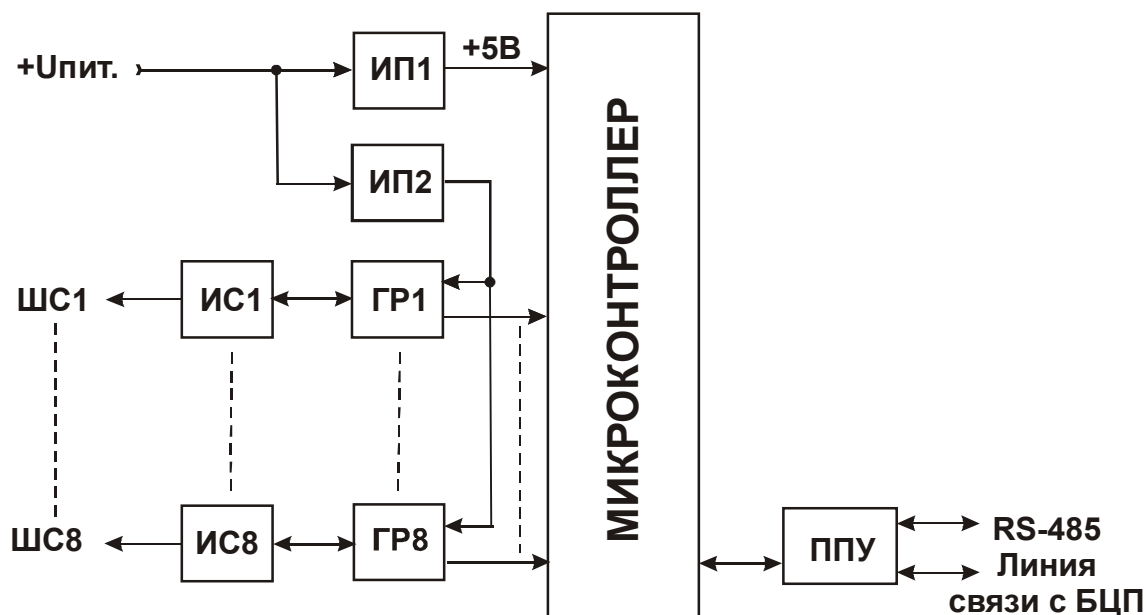 +Uпит.
ИП1
+5В
ИП2
ШС1
ИС1
ГР1
МИКРОКОНТРОЛЛЕР
ШС8
ИС8
ГР8
ППУ
RS-485
Линия
связи с БЦП